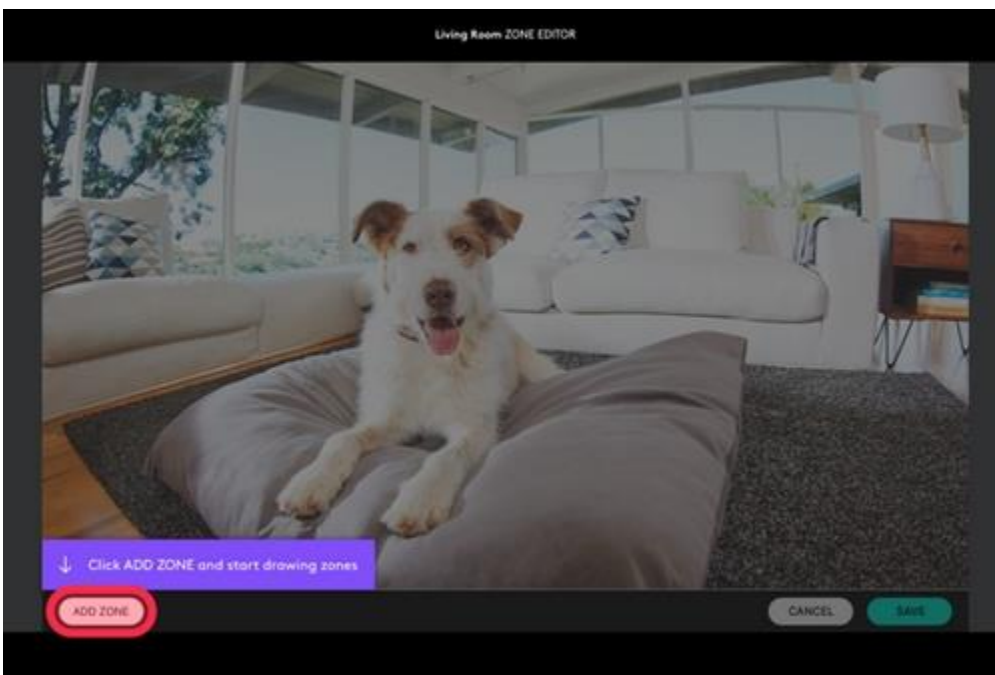 Living Room ZONE EDITOR
↓ Click ADD ZONE and start drawing zones
ADD ZONE
CANCEL
SAVE